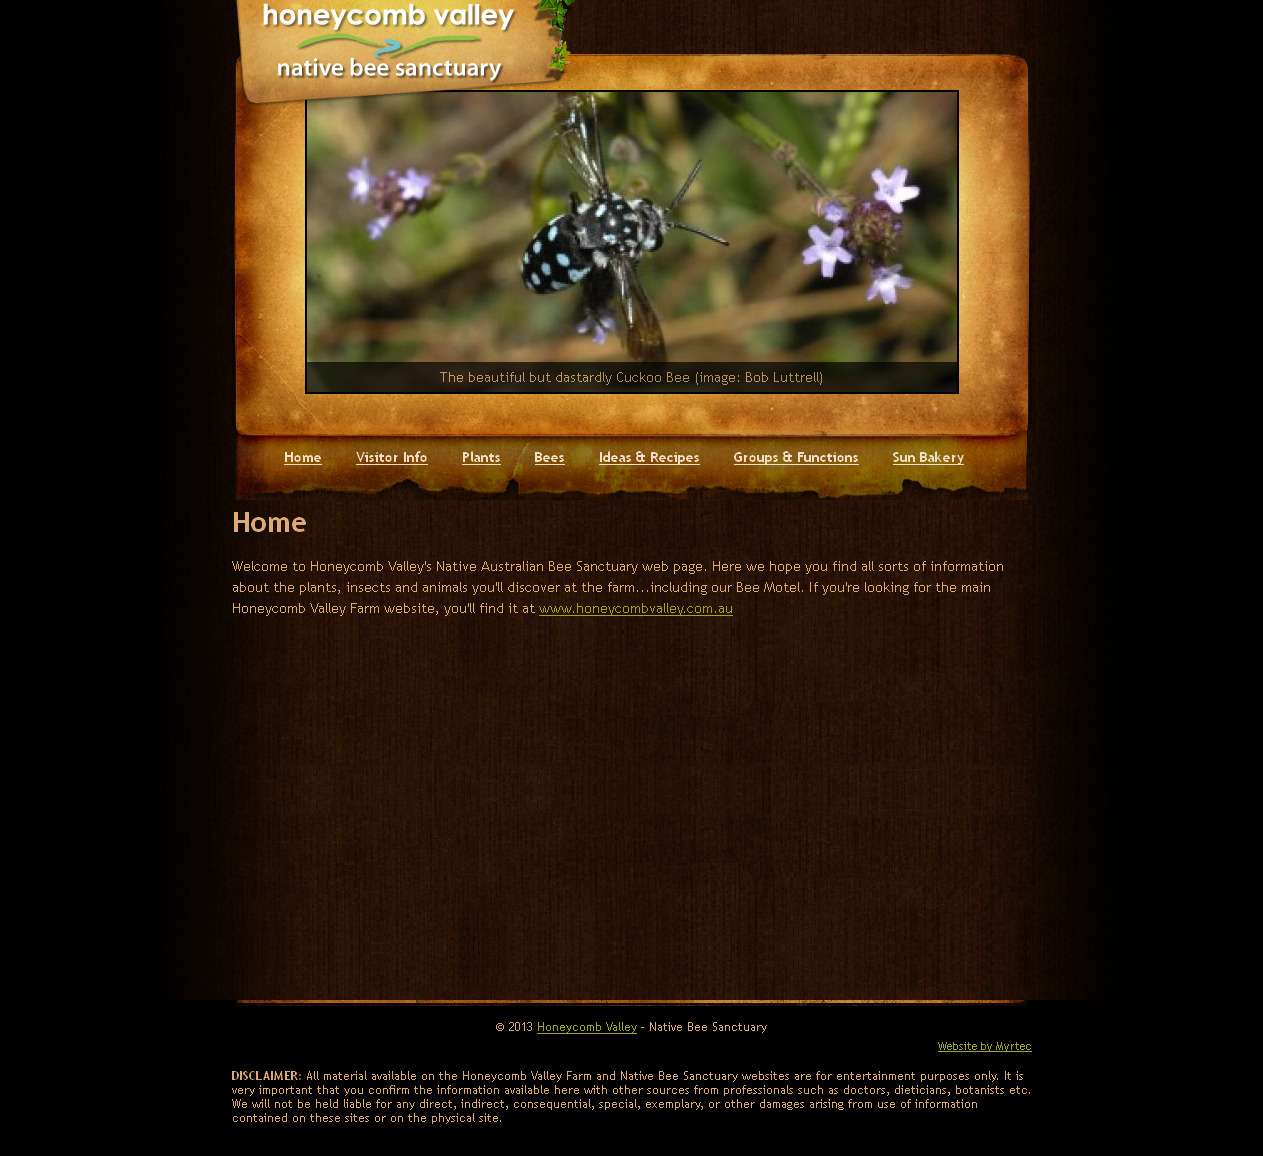 honeycomb valley
native bee sanctuary
The beautiful but dastardly Cuckoo Bee (image: Bob Luttrell)
Home Visitor Info Plants Bees Ideas & Recipes Groups & Functions Sun Bakery
Home
Welcome to Honeycomb Valley's Native Australian Bee Sanctuary web page. Here we hope you find all sorts of information
about the plants, insects and animals you'll discover at the farm...including our Bee Motel. If you're looking for the main
Honeycomb Valley Farm website, you'll find it at www.honeycombvalley.com.au
© 2013 Honeycomb Valley - Native Bee Sanctuary
Website by Myrtec
DISCLAIMER: All material available on the Honeycomb Valley Farm and Native Bee Sanctuary websites are for entertainment purposes only. It is
very important that you confirm the information available here with other sources from professionals such as doctors, dieticians, botanists etc.
We will not be held liable for any direct, indirect, consequential, special, exemplary, or other damages arising from use of information
contained on these sites or on the physical site.